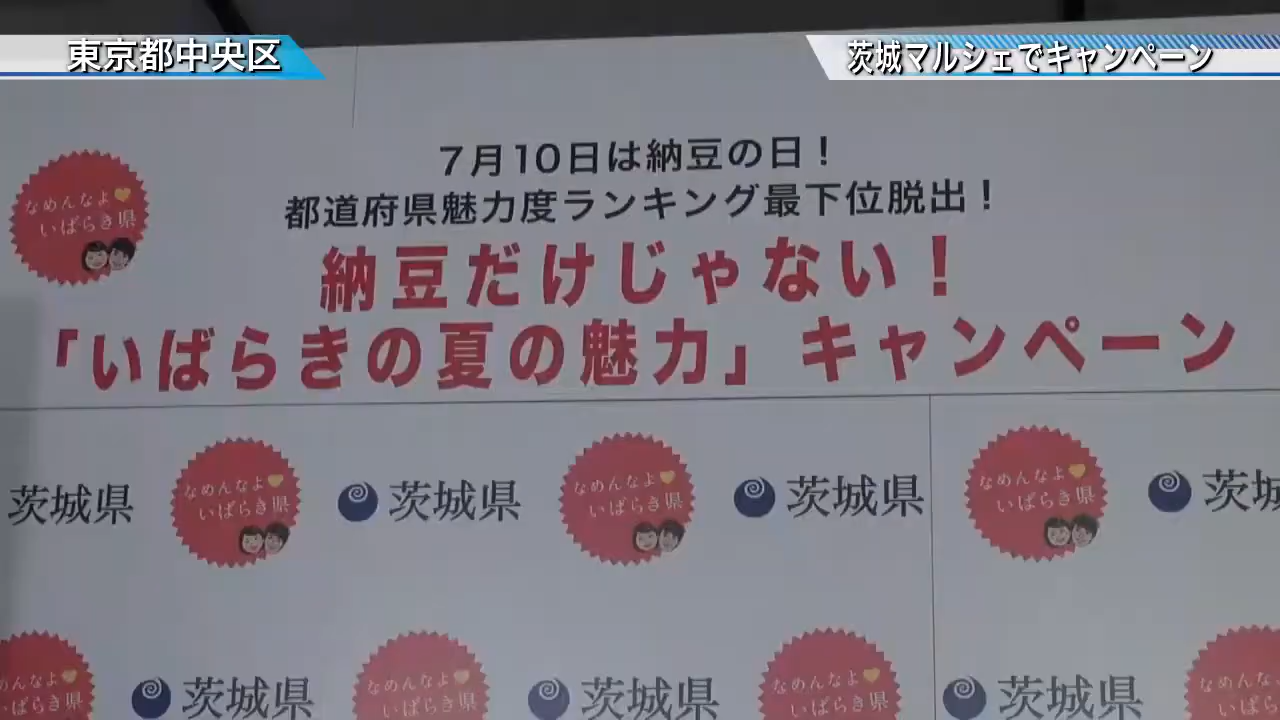 東京都中央区
茨城マルシェでキャンペーン
7月10日は納豆の日！
都道府県魅力度ランキング最下位脱出！
納豆だけじゃない！
「いばらきの夏の魅力」キャンペーン
なめんなよ
いばらき県
茨城県
なめんなよ
いばらき県
茨城県
なめんなよ
いばらき県
茨城県
なめんなよ
いばらき県
茨城
めんなよ
ばらき県
茨城県
なめんなよ
いばらき県
茨城県
なめんなよ
いばらき県
茨城県
なめんなよ
いばらき県